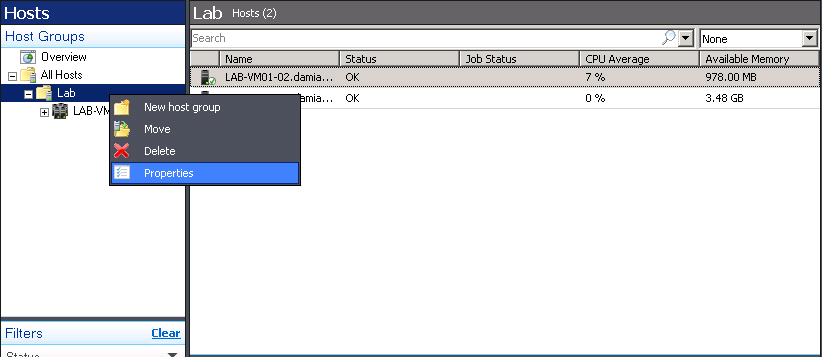 Hosts
Host Groups
Overview
All Hosts
Lab
LAB-VM
New host group
Move
Delete
Properties
Filters Clear
Status
Lab Hosts (2)
Search None
Name Status Job Status CPU Average Available Memory
LAB-VM01-02.damia... OK 7 % 978.00 MB
.damia... OK 0 % 3.48 GB